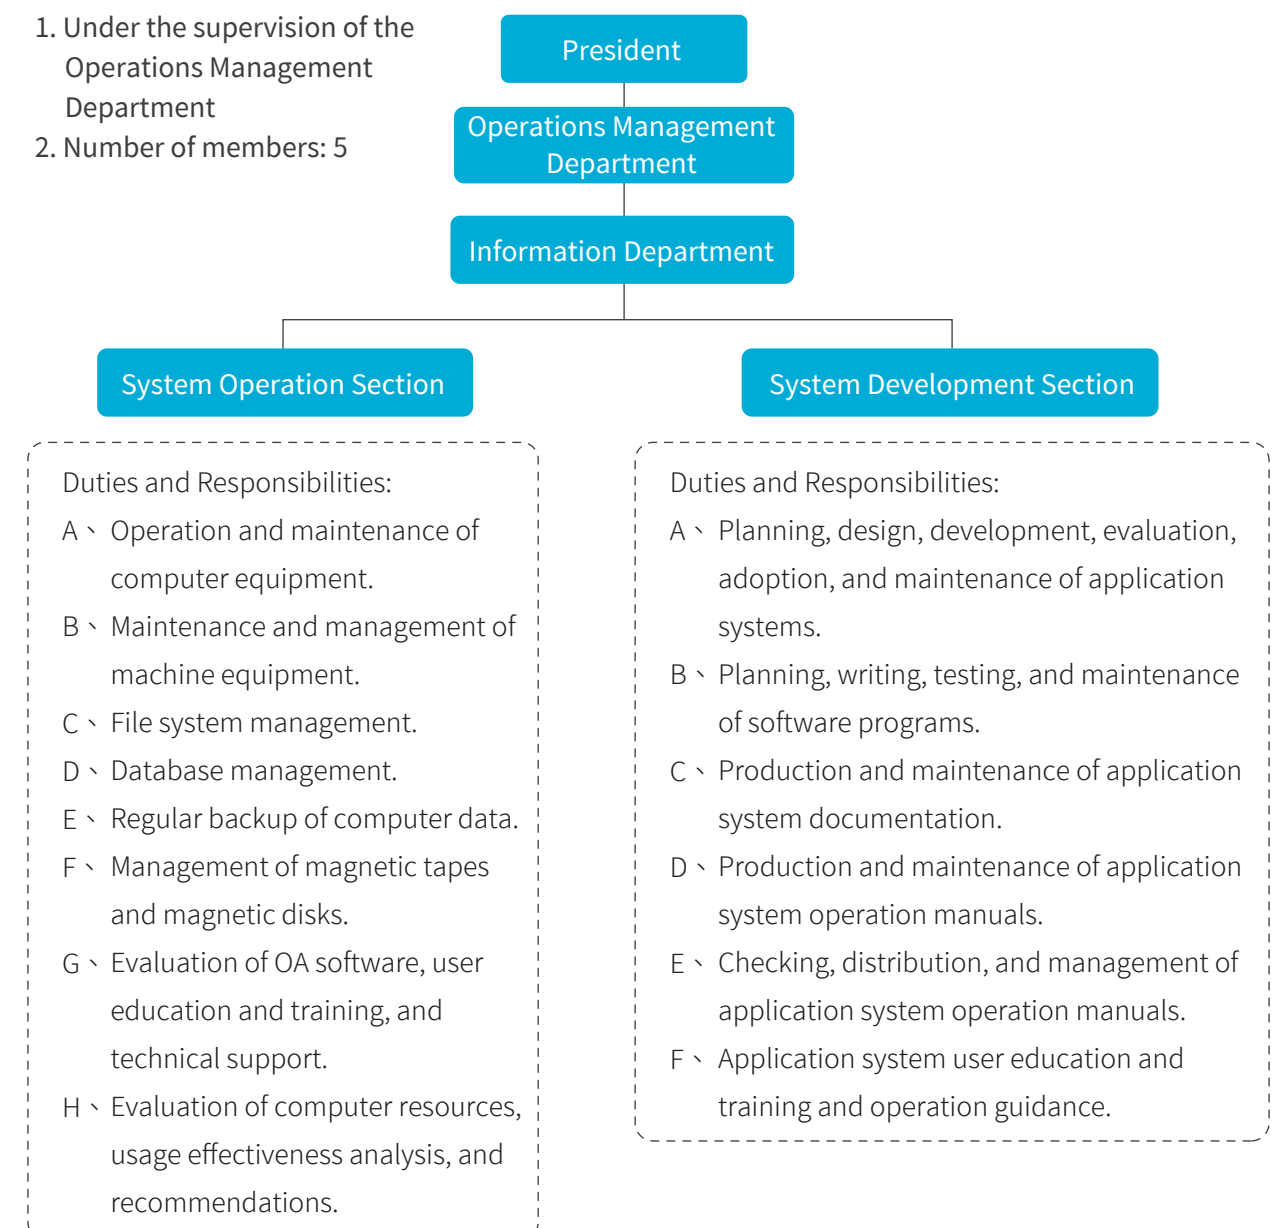 1. Under the supervision of the
Operations Management
Department
2. Number of members: 5
President
Operations Management
Department
Information Department
System Operation Section
Duties and Responsibilities:
A、 Operation and maintenance of
computer equipment.
B、 Maintenance and management of
machine equipment.
C、 File system management.
D、 Database management.
E、 Regular backup of computer data.
F、 Management of magnetic tapes
and magnetic disks.
G、 Evaluation of OA software, user
education and training, and
technical support.
H、 Evaluation of computer resources,
usage effectiveness analysis, and
recommendations.
System Development Section
Duties and Responsibilities:
A、 Planning, design, development, evaluation,
adoption, and maintenance of application
systems.
B、 Planning, writing, testing, and maintenance
of software programs.
C、 Production and maintenance of application
system documentation.
D、 Production and maintenance of application
system operation manuals.
E、 Checking, distribution, and management of
application system operation manuals.
F、 Application system user education and
training and operation guidance.